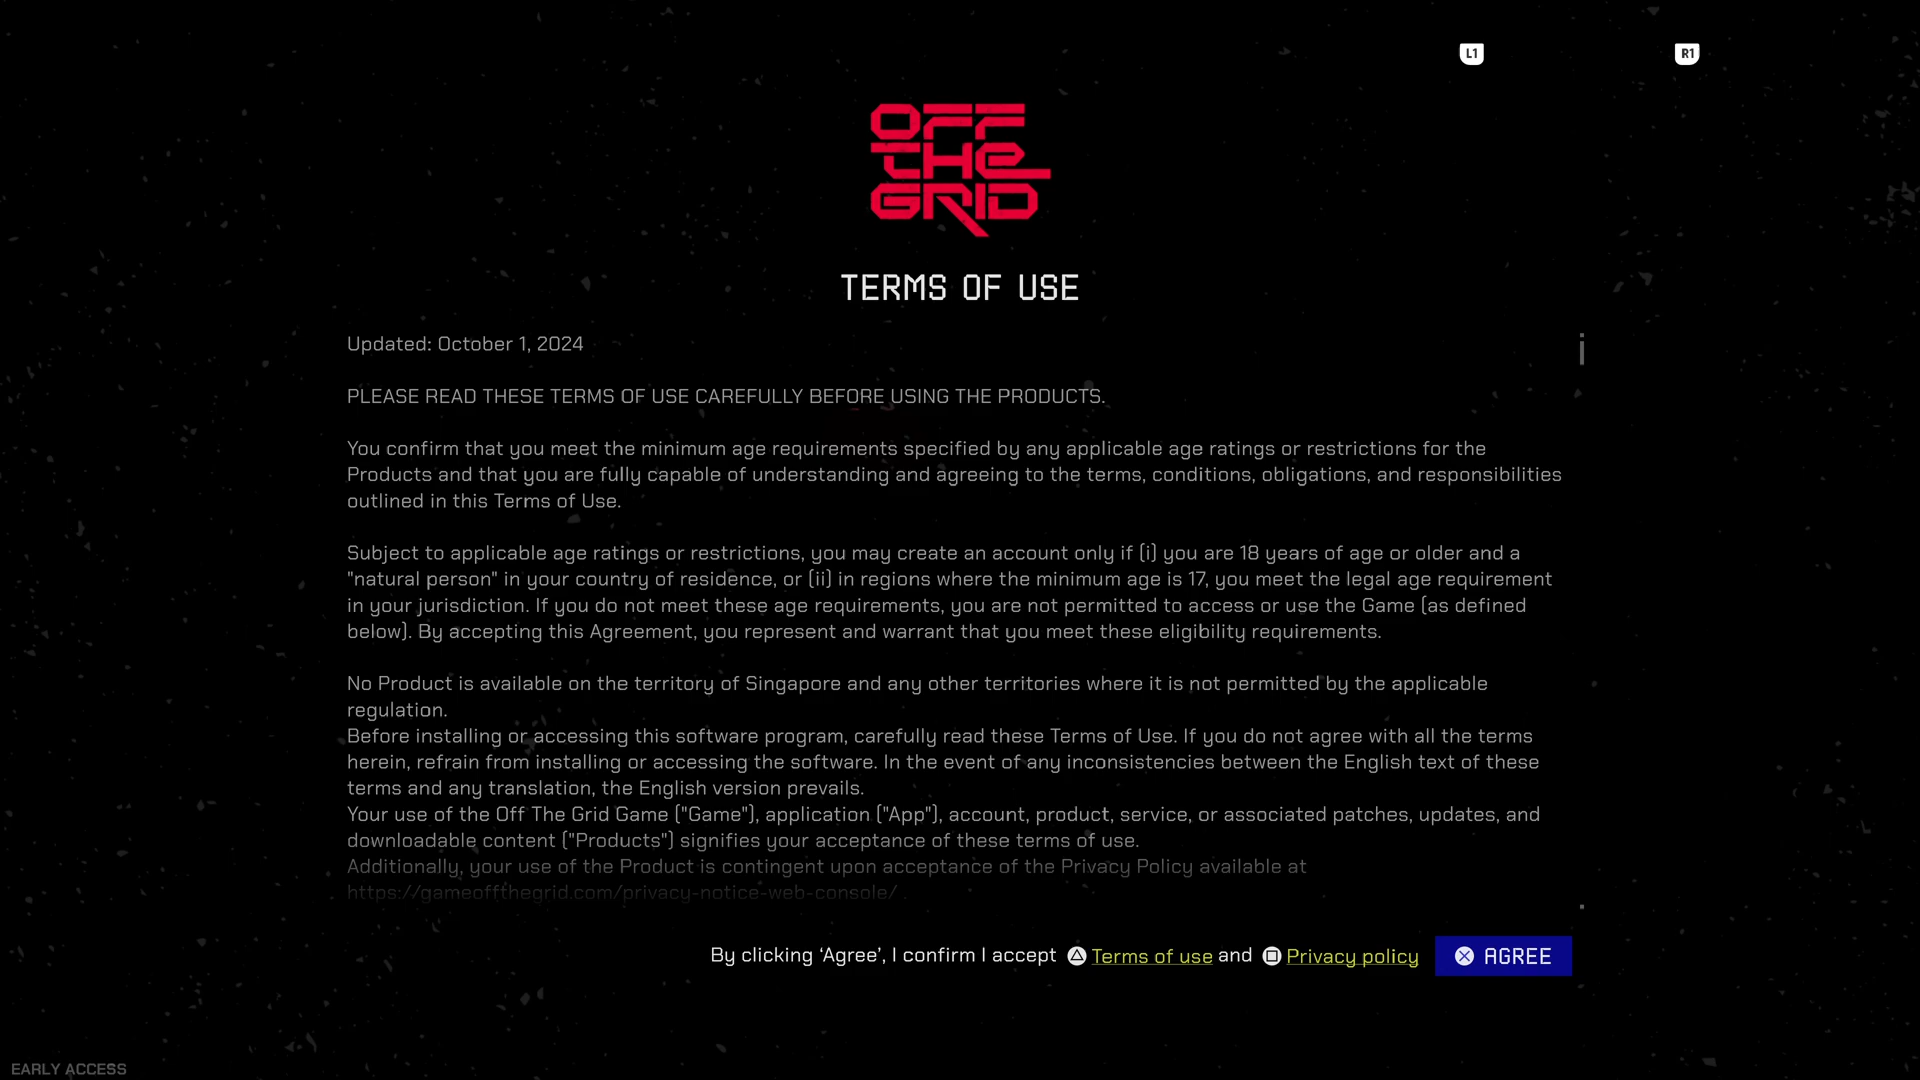 L1 R1
OFF
THE
GRID
TERMS OF USE
Updated: October 1, 2024
PLEASE READ THESE TERMS OF USE CAREFULLY BEFORE USING THE PRODUCTS.
You confirm that you meet the minimum age requirements specified by any applicable age ratings or restrictions for the
Products and that you are fully capable of understanding and agreeing to the terms, conditions, obligations, and responsibilities
outlined in this Terms of Use.
Subject to applicable age ratings or restrictions, you may create an account only if (i) you are 18 years of age or older and a
"natural person" in your country of residence, or (ii) in regions where the minimum age is 17, you meet the legal age requirement
in your jurisdiction. If you do not meet these age requirements, you are not permitted to access or use the Game (as defined
below). By accepting this Agreement, you represent and warrant that you meet these eligibility requirements.
No Product is available on the territory of Singapore and any other territories where it is not permitted by the applicable
regulation.
Before installing or accessing this software program, carefully read these Terms of Use. If you do not agree with all the terms
herein, refrain from installing or accessing the software. In the event of any inconsistencies between the English text of these
terms and any translation, the English version prevails.
Your use of the Off The Grid Game ("Game"), application ("App"), account, product, service, or associated patches, updates, and
downloadable content ("Products") signifies your acceptance of these terms of use.
Additionally, your use of the Product is contingent upon acceptance of the Privacy Policy available at
https://gameoffthegrid.com/privacy-notice-web-console/ .
By clicking ‘Agree’, I confirm I accept Terms of use and Privacy policy AGREE
EARLY ACCESS